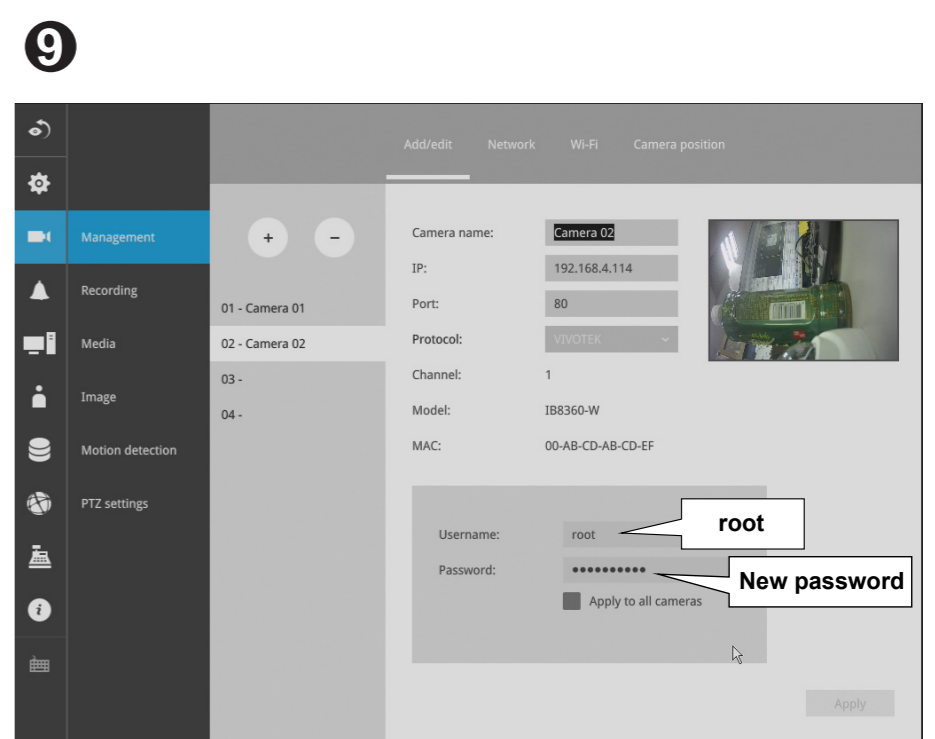 9
Add/edit Network Wi-Fi Camera position
Management
Recording
Media
Image
Motion detection
PTZ settings
+ −
01 - Camera 01
02 - Camera 02
03 -
04 -
Camera name: Camera 02
IP: 192.168.4.114
Port: 80
Protocol: VIVOTEK
Channel: 1
Model: IB8360-W
MAC: 00-AB-CD-AB-CD-EF
Username: root
root
Password: ••••••••••
New password
Apply to all cameras
Apply